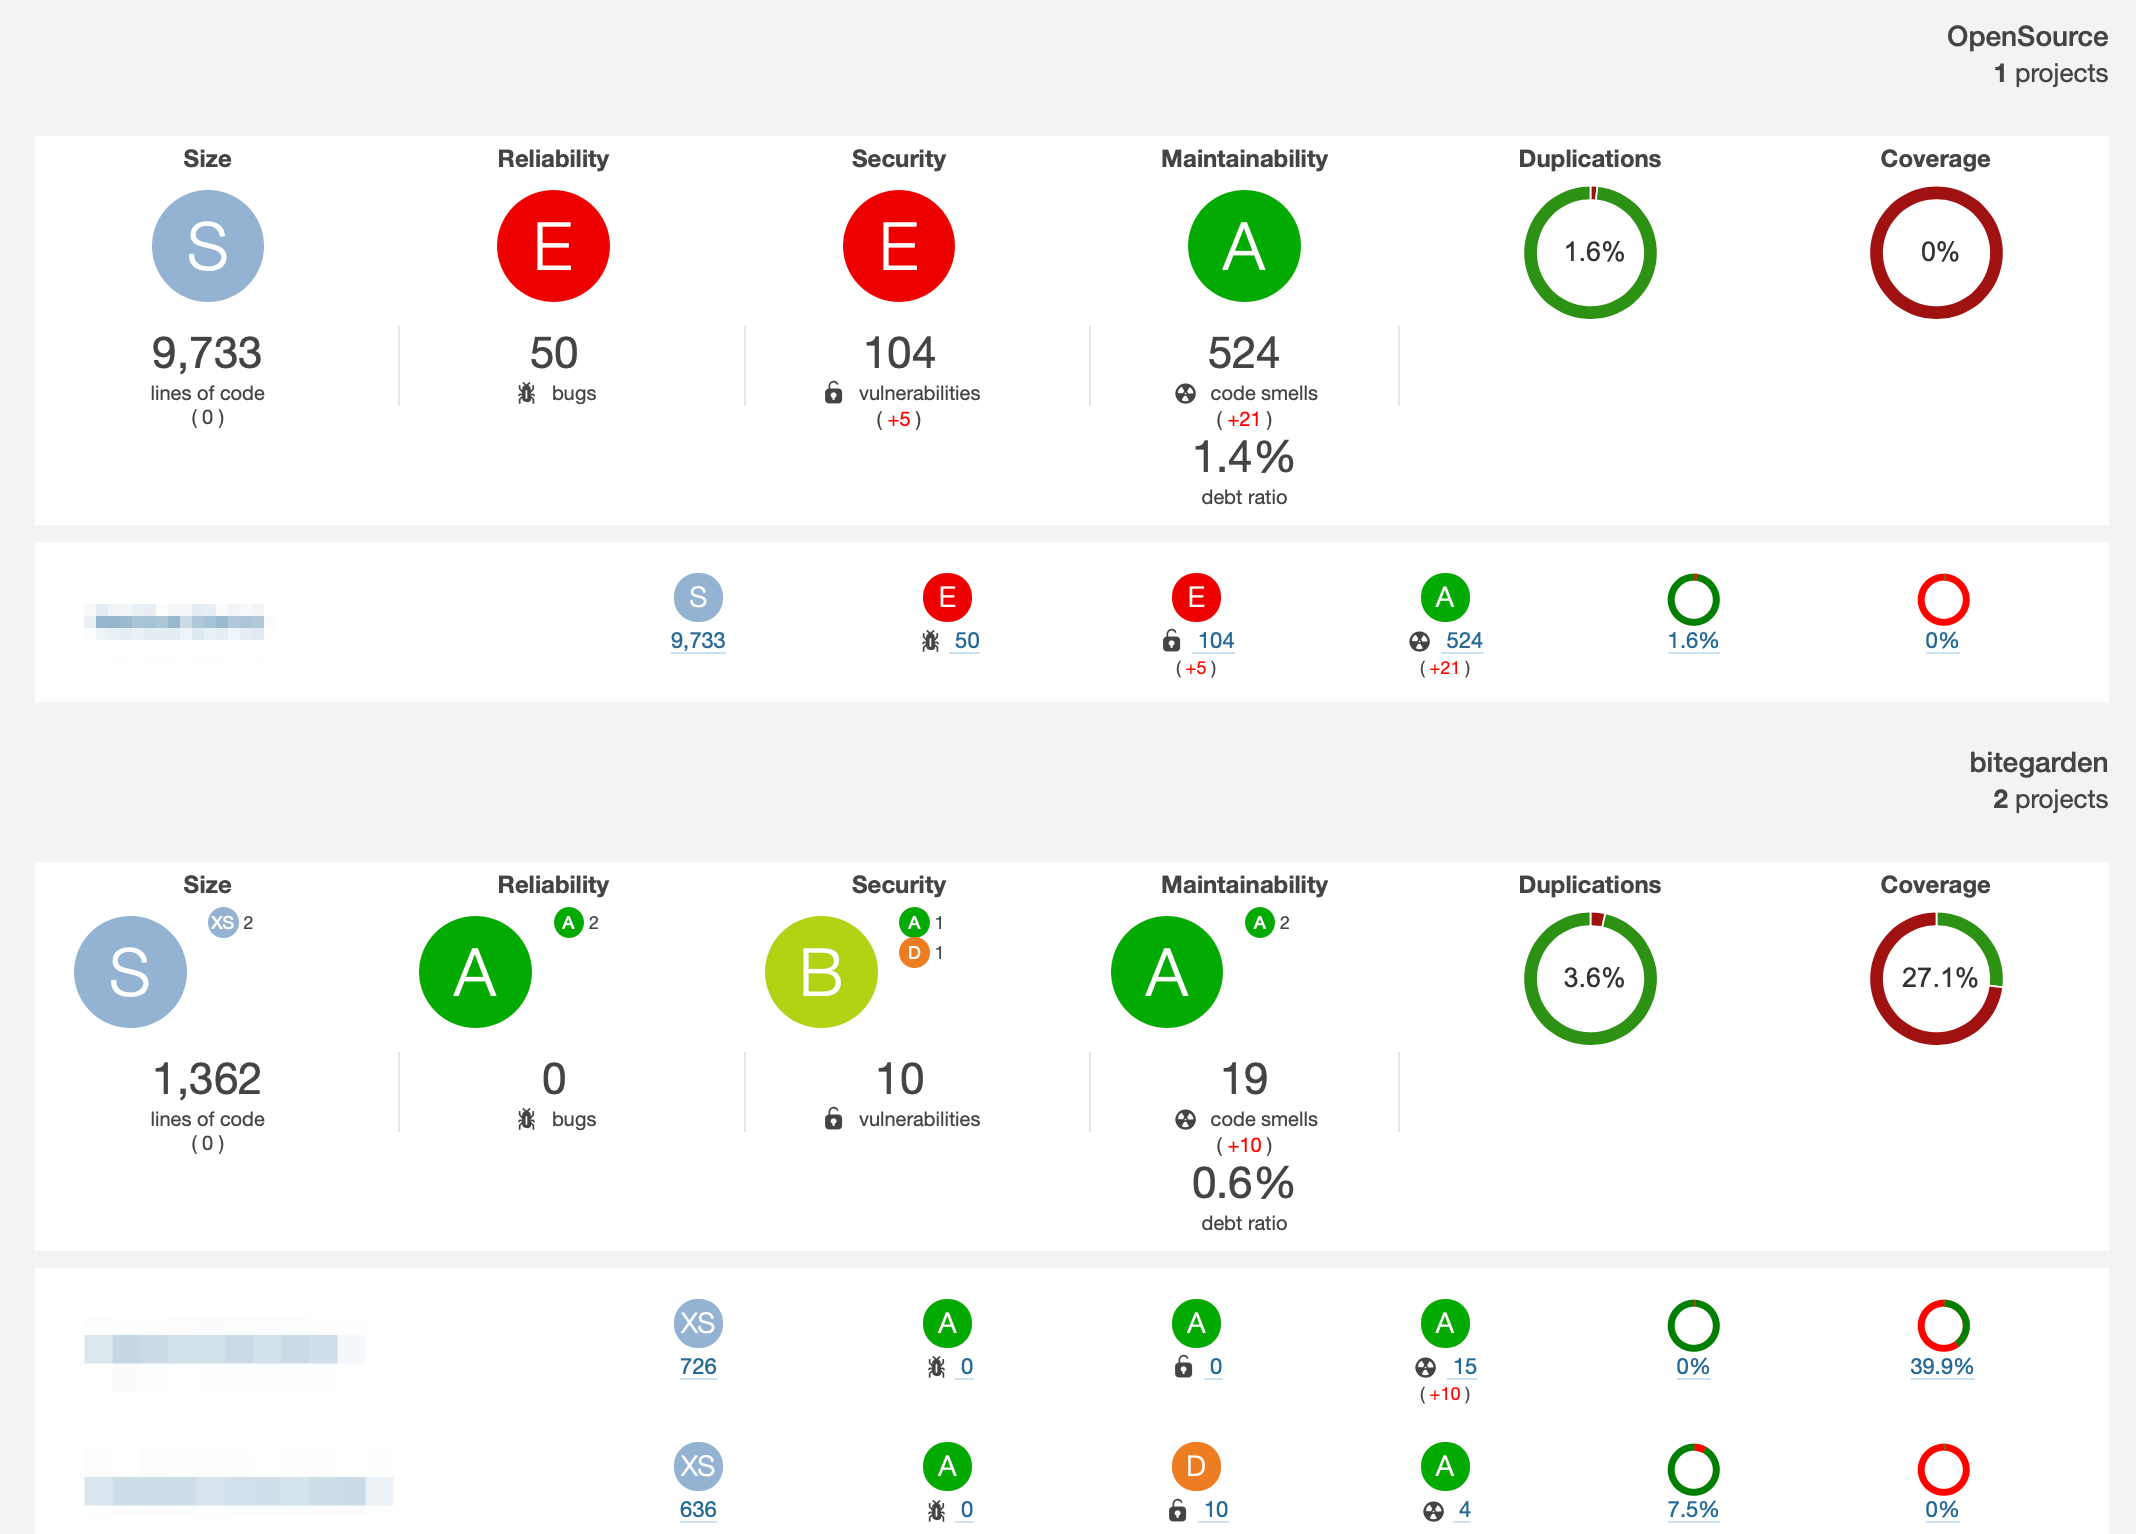 OpenSource
1 projects
Size Reliability Security Maintainability Duplications Coverage
S E E A 1.6% 0%
9,733 50 104 524
lines of code bugs vulnerabilities code smells
( 0 ) ( +5 ) ( +21 )
1.4%
debt ratio
S E E A
9,733 50 104 524 1.6% 0%
( +5 ) ( +21 )
bitegarden
2 projects
Size Reliability Security Maintainability Duplications Coverage
XS 2 A 2 A 1 A 2
D 1
S A B A 3.6% 27.1%
1,362 0 10 19
lines of code bugs vulnerabilities code smells
( 0 ) ( +10 )
0.6%
debt ratio
XS A A A
726 0 0 15 0% 39.9%
( +10 )
XS A D A
636 0 10 4 7.5% 0%